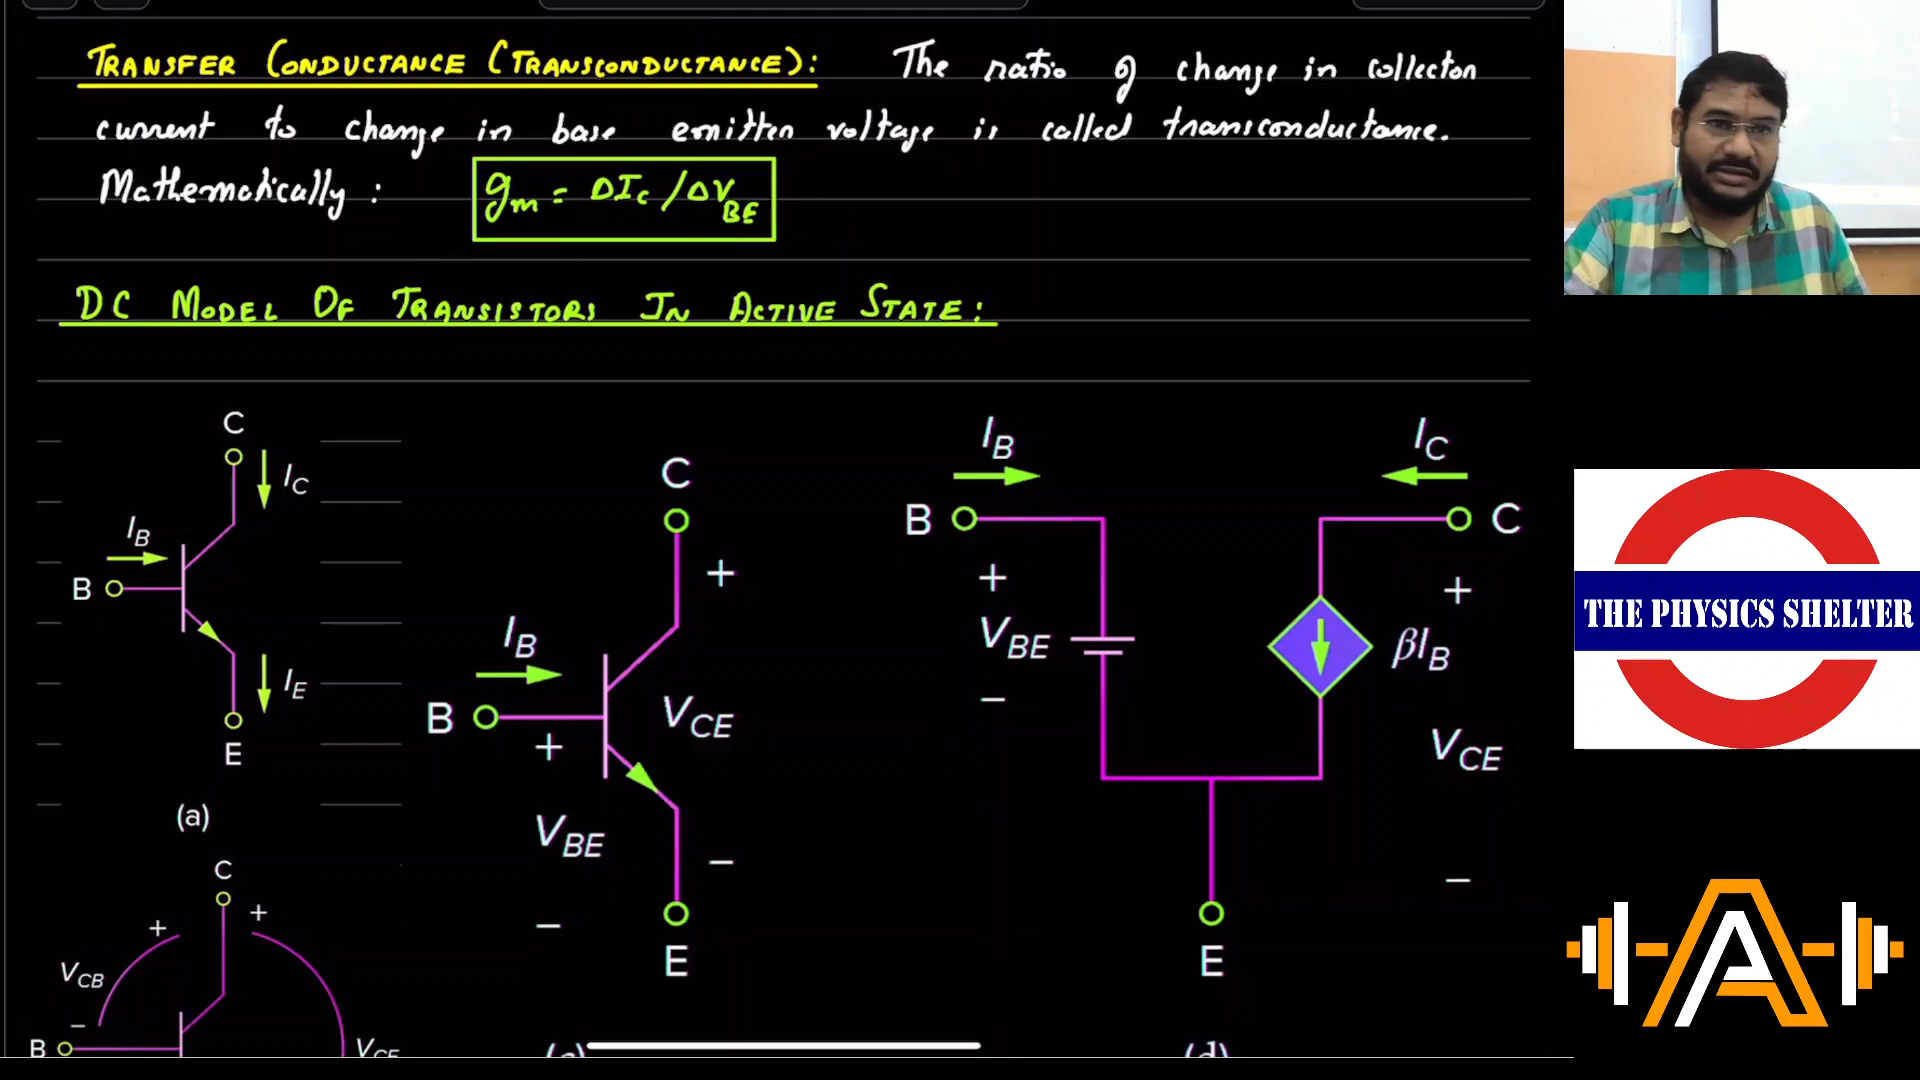 TRANSFER CONDUCTANCE (TRANSCONDUCTANCE): The ratio of change in collector
current to change in base emitter voltage is called transconductance.
Mathematically : gm = ΔIC / ΔVBE
DC MODEL OF TRANSISTORS IN ACTIVE STATE:
C
IC
IB
B
IE
E
(a)
C
+
IB
B
+
VCE
VBE
−
−
E
(c)
IB
IC
B
C
+
+
VBE
βIB
−
VCE
−
E
(d)
C
+
+
VCB
−
B
VCE
THE PHYSICS SHELTER
A